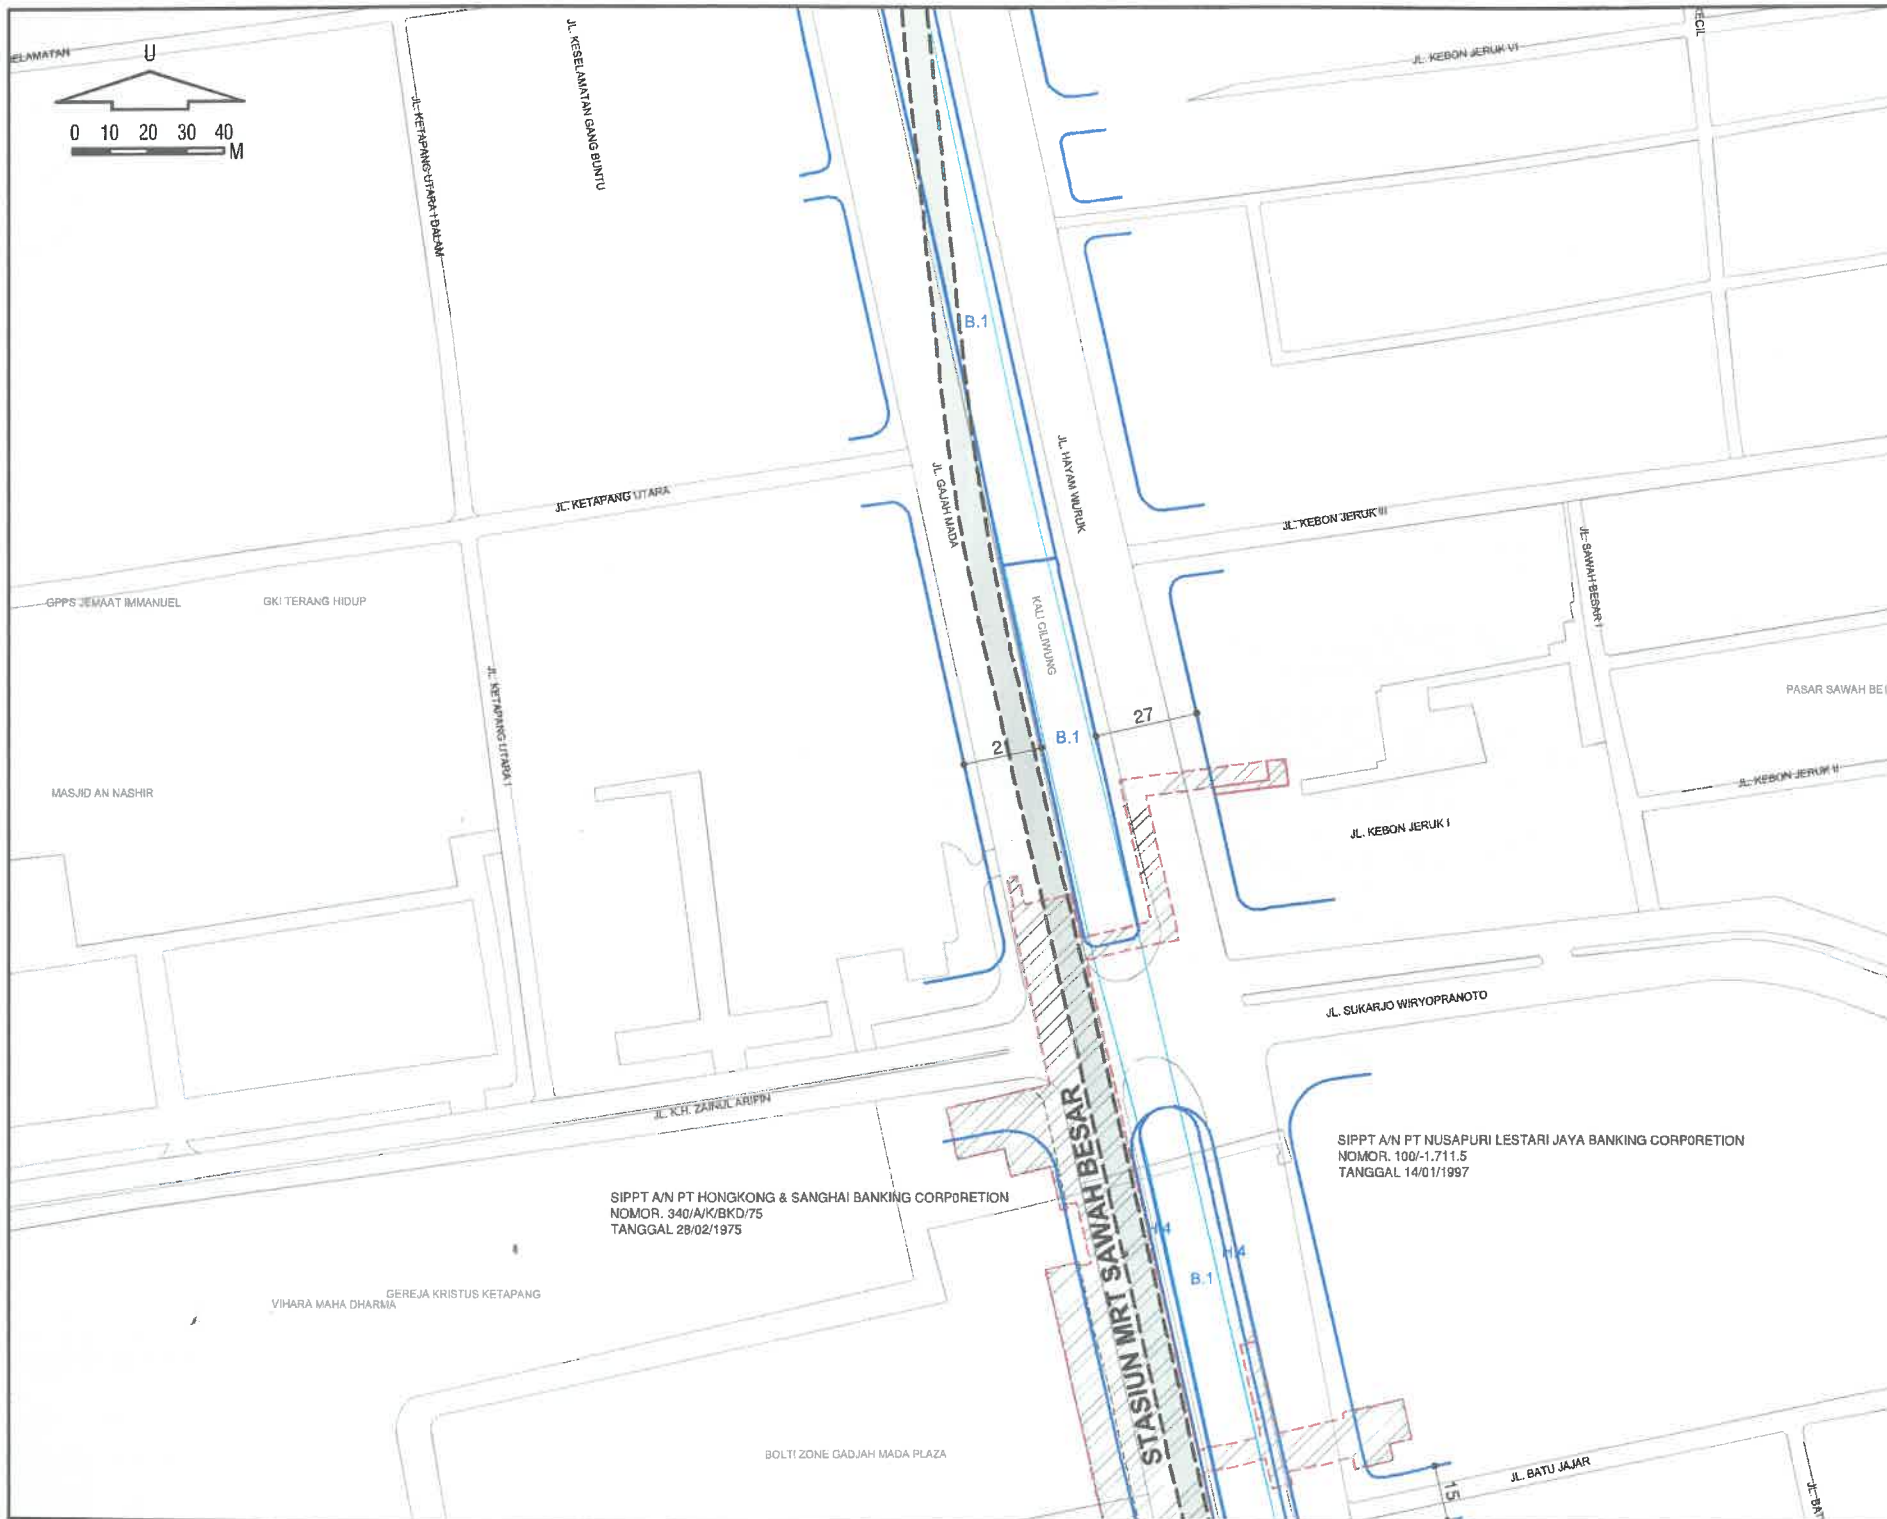 ELAMATAN
U
0 10 20 30 40
M
JL. KETAPANG UTARA I DALAM
JL. KESELAMATAN GANG BUNTU
JL. KEBON JERUK VI
KECIL
B.1
JL. GAJAH MADA
JL. HAYAM WURUK
JL. KETAPANG UTARA
JL. KEBON JERUK III
JL. SAWAH BESAR I
GPPS JEMAAT IMMANUEL
GKI TERANG HIDUP
KALI CILIWUNG
JL. KETAPANG UTARA I
PASAR SAWAH BE
27
21
B.1
MASJID AN NASHIR
JL. KEBON JERUK II
JL. KEBON JERUK I
JL. SUKARJO WIRYOPRANOTO
JL. K.H. ZAINUL ARIFIN
SIPPT A/N PT NUSAPURI LESTARI JAYA BANKING CORPORETION
NOMOR. 100/-1.711.5
TANGGAL 14/01/1997
SIPPT A/N PT HONGKONG & SANGHAI BANKING CORPORETION
NOMOR. 340/A/K/BKD/75
TANGGAL 28/02/1975
STASIUN MRT SAWAH BESAR
H.4
H.4
B.1
VIHARA MAHA DHARMA
GEREJA KRISTUS KETAPANG
BOLTI ZONE GADJAH MADA PLAZA
JL. BATU JAJAR
15
JL. BAT